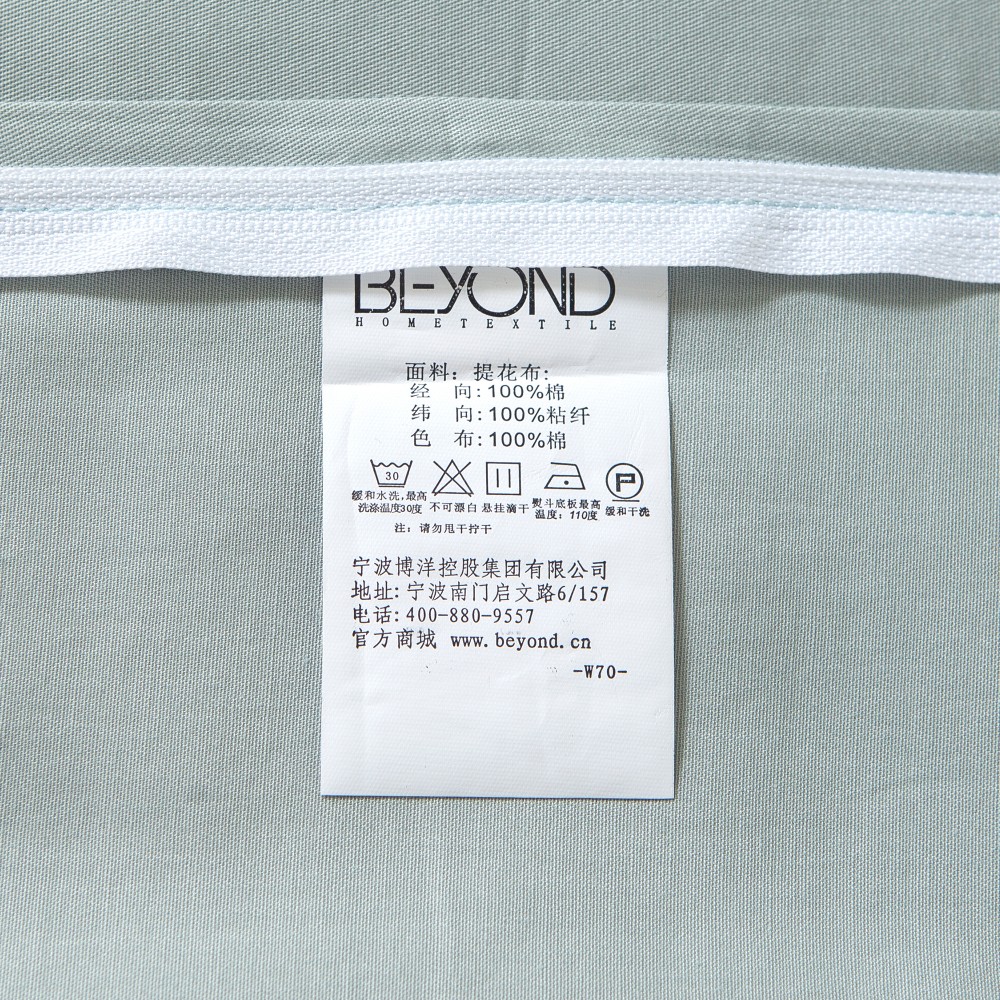 BEYOND
HOMETEXTILE
面料：提花布:
经 向:100%棉
纬 向:100%粘纤
色 布:100%棉
30
P
缓和水洗,最高
洗涤温度30度
不可漂白
悬挂滴干
熨斗底板最高
温度：110度
缓和干洗
注：请勿甩干拧干
宁波博洋控股集团有限公司
地址:宁波南门启文路6/157
电话:400-880-9557
官方商城 www.beyond.cn
-W70-